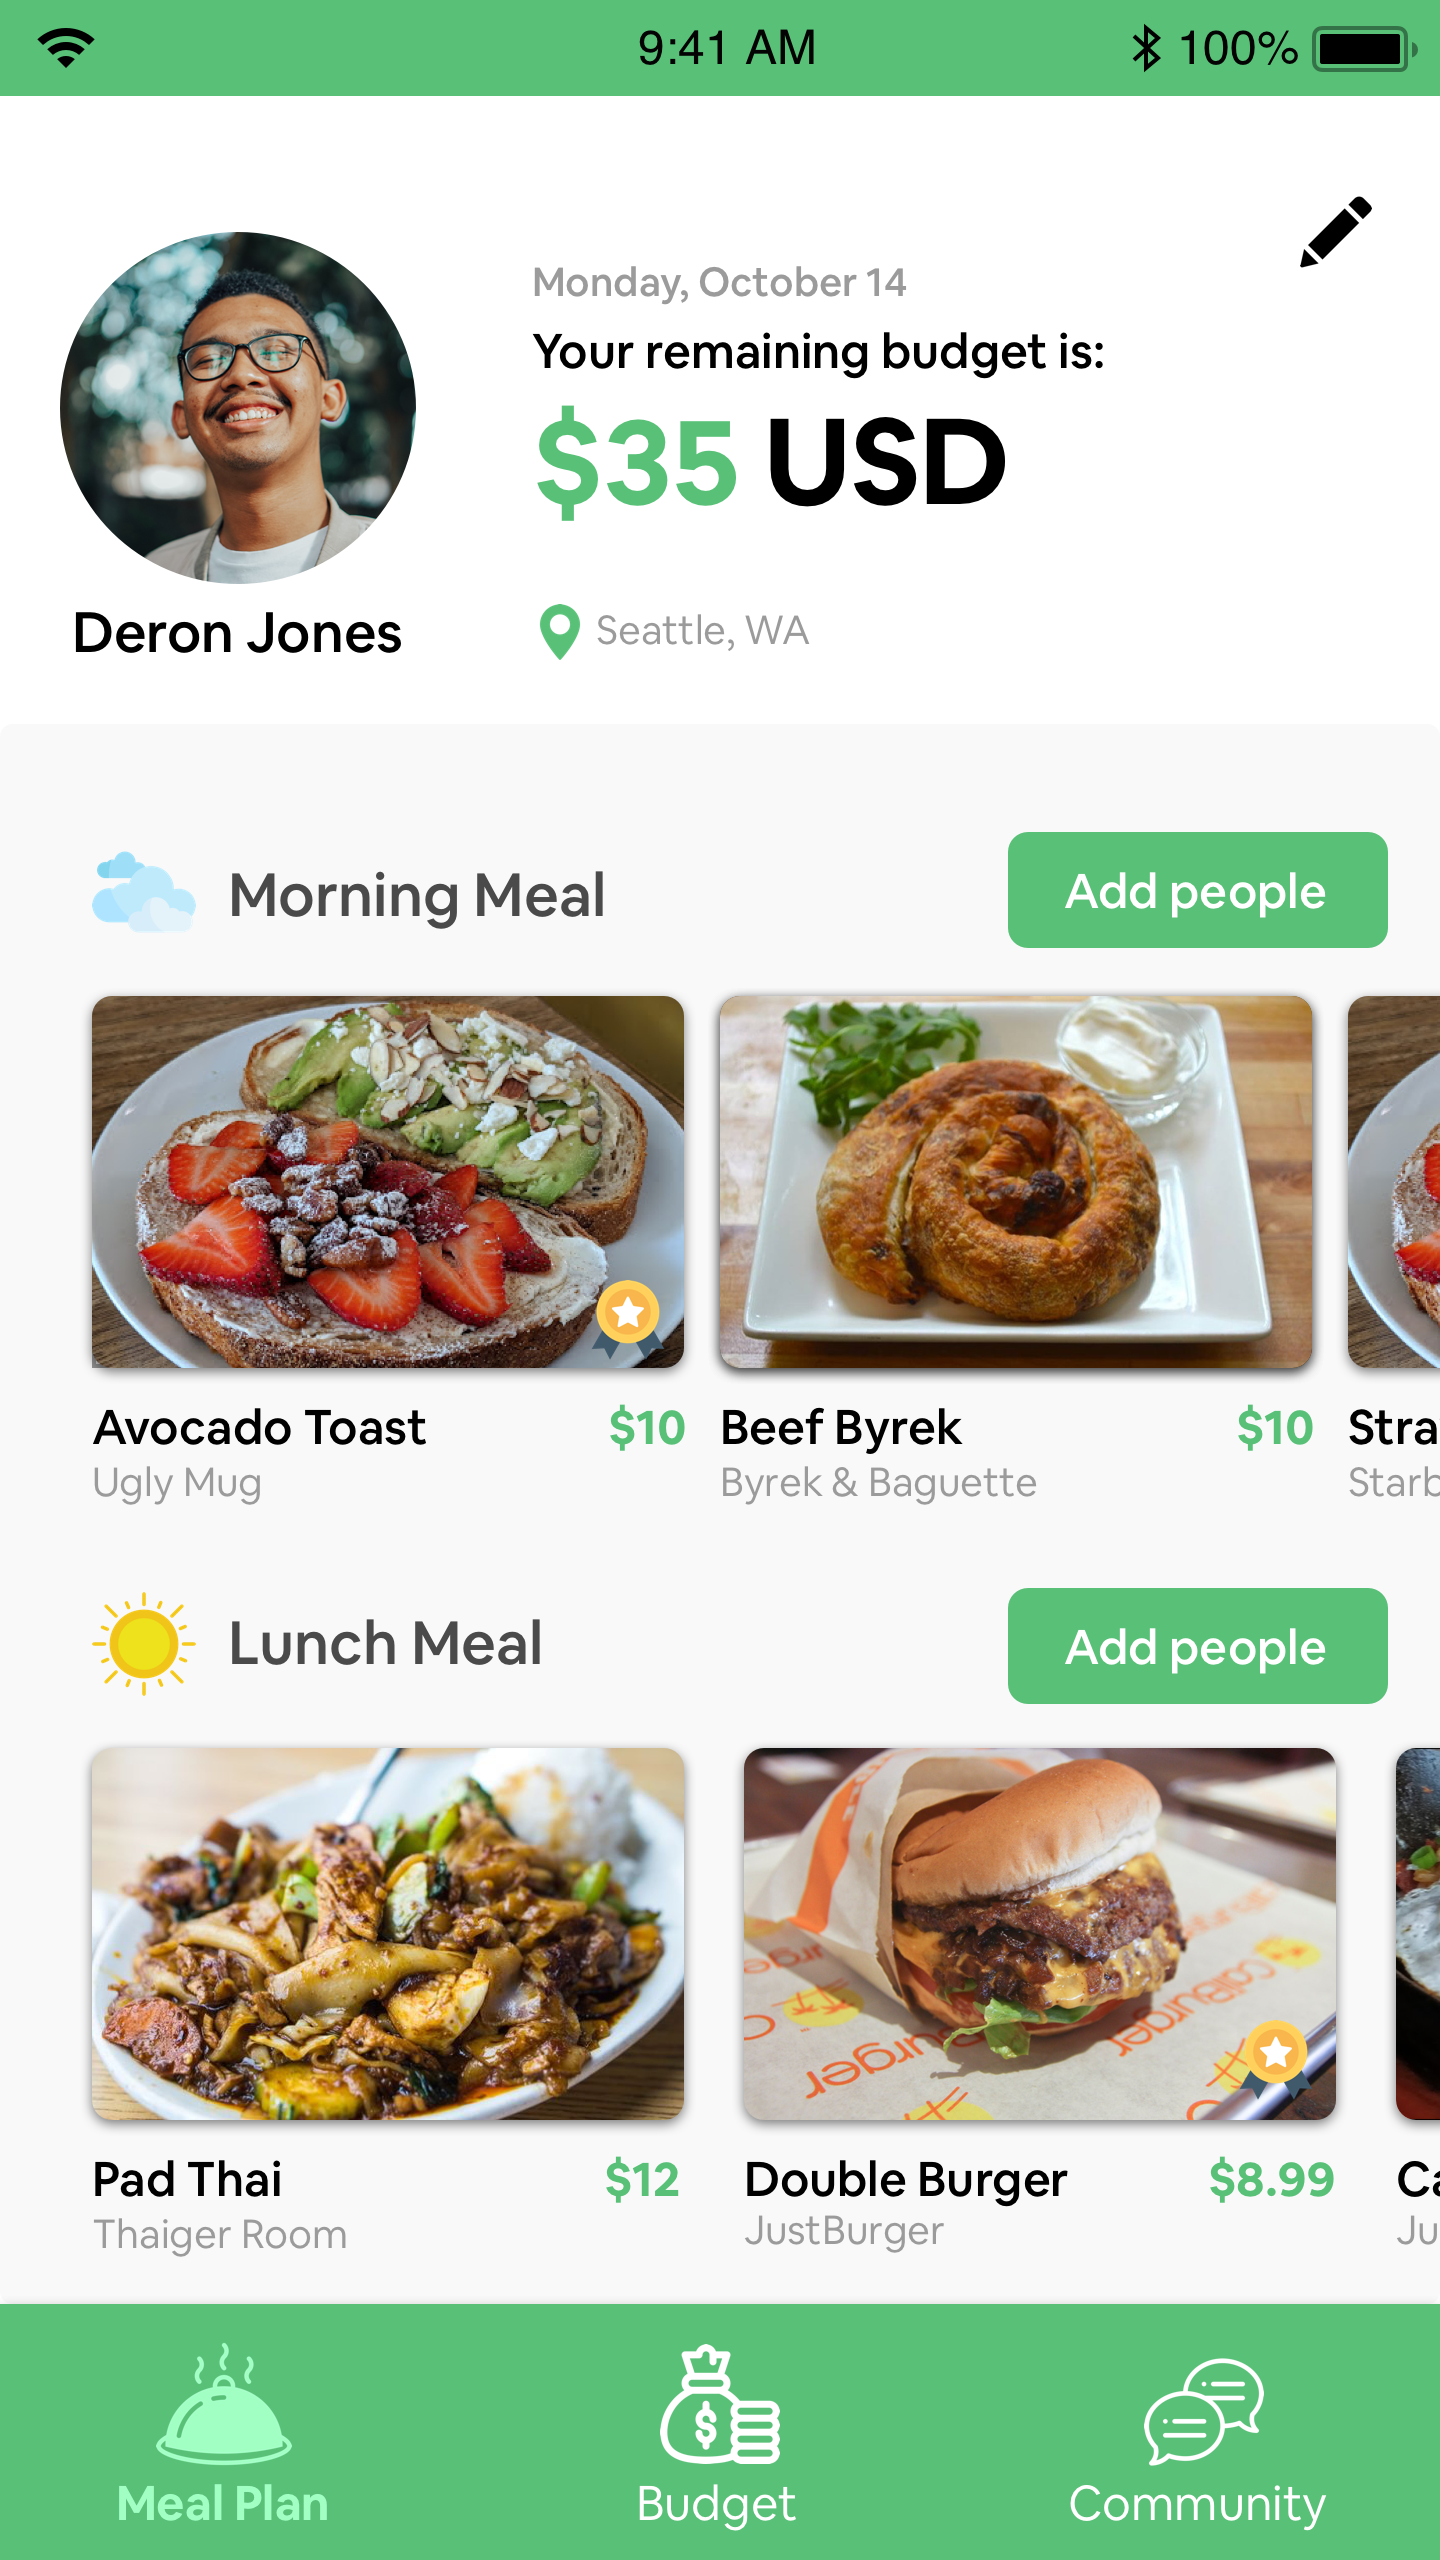 9:41 AM
100%
Monday, October 14
Your remaining budget is:
$35 USD
Deron Jones
Seattle, WA
Morning Meal
Add people
Avocado Toast
$10
Ugly Mug
Beef Byrek
$10
Byrek & Baguette
Stra
Starb
Lunch Meal
Add people
CaliBurger
Pad Thai
$12
Thaiger Room
Double Burger
$8.99
JustBurger
Ca
Ju
Meal Plan
Budget
Community